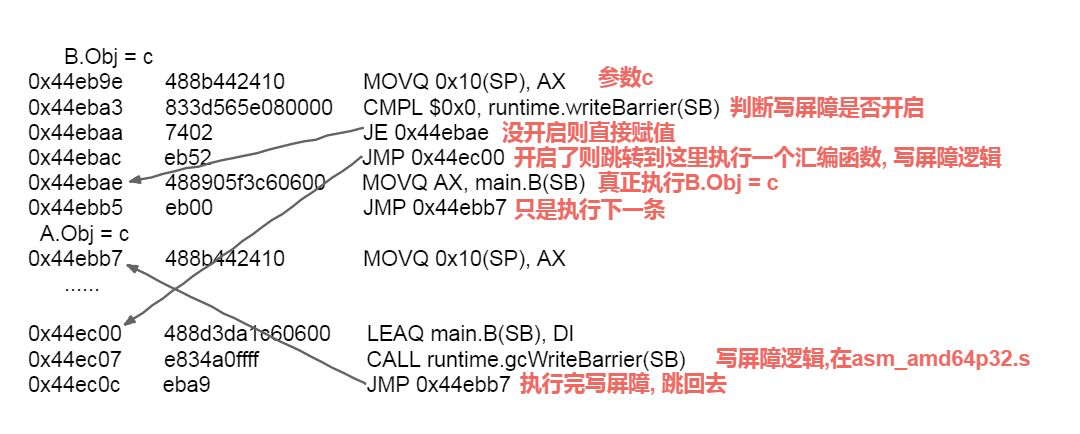 B.Obj = c
0x44eb9e 488b442410 MOVQ 0x10(SP), AX 参数c
0x44eba3 833d565e080000 CMPL $0x0, runtime.writeBarrier(SB) 判断写屏障是否开启
0x44ebaa 7402 JE 0x44ebae 没开启则直接赋值
0x44ebac eb52 JMP 0x44ec00 开启了则跳转到这里执行一个汇编函数, 写屏障逻辑
0x44ebae 488905f3c60600 MOVQ AX, main.B(SB) 真正执行B.Obj = c
0x44ebb5 eb00 JMP 0x44ebb7 只是执行下一条
A.Obj = c
0x44ebb7 488b442410 MOVQ 0x10(SP), AX
......
0x44ec00 488d3da1c60600 LEAQ main.B(SB), DI
0x44ec07 e834a0ffff CALL runtime.gcWriteBarrier(SB) 写屏障逻辑,在asm_amd64p32.s
0x44ec0c eba9 JMP 0x44ebb7 执行完写屏障, 跳回去